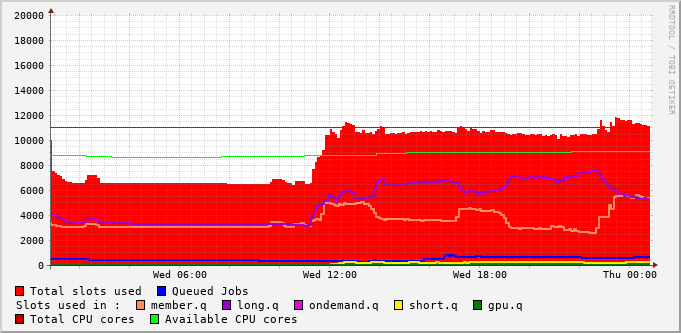 RRDTOOL / TOBI OETIKER
20000
18000
16000
14000
12000
10000
8000
6000
4000
2000
0
Wed 06:00 Wed 12:00 Wed 18:00 Thu 00:00
Total slots used Queued Jobs
Slots used in : member.q long.q ondemand.q short.q gpu.q
Total CPU cores Available CPU cores